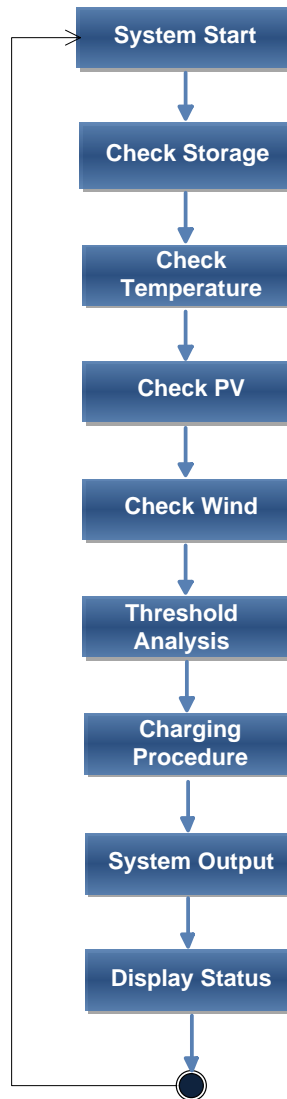 System Start
Check Storage
Check
Temperature
Check PV
Check Wind
Threshold
Analysis
Charging
Procedure
System Output
Display Status